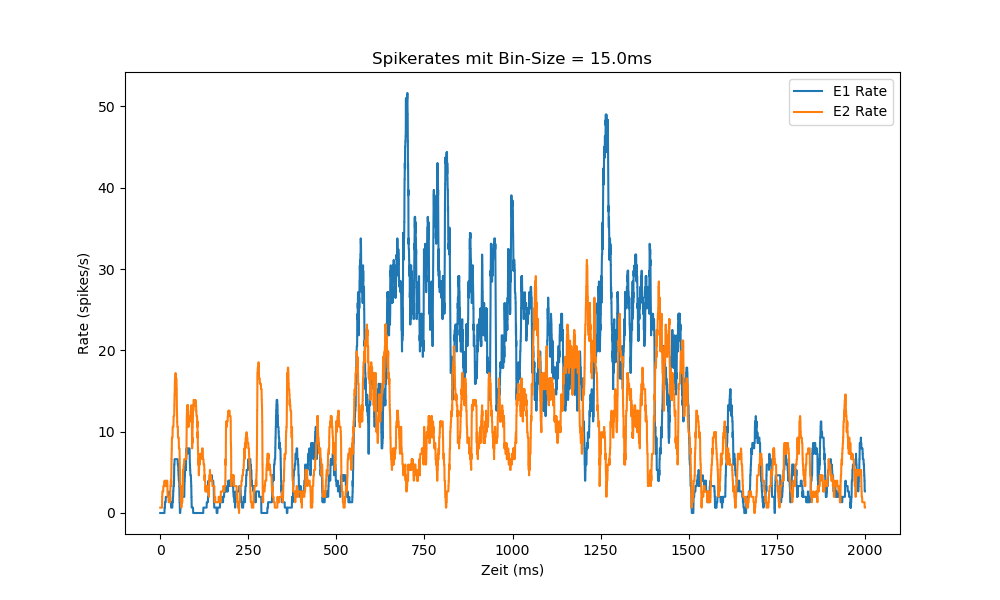 Spikerates mit Bin-Size = 15.0ms
E1 Rate
E2 Rate
Rate (spikes/s)
50
40
30
20
10
0
0 250 500 750 1000 1250 1500 1750 2000
Zeit (ms)